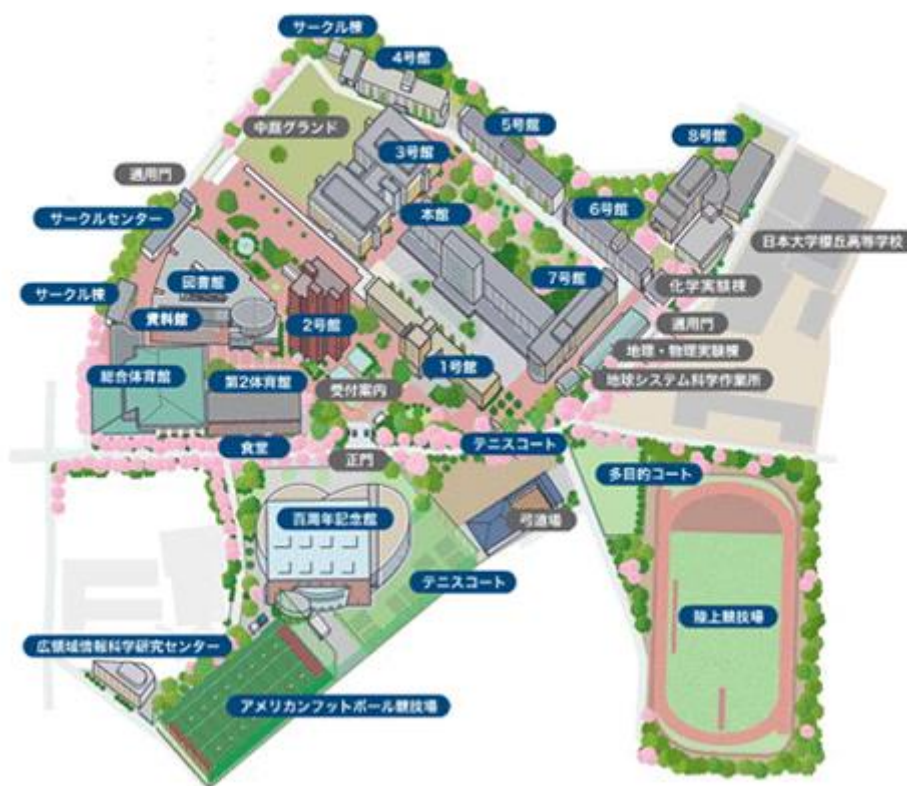 サークル棟
4号館
5号館
8号館
中庭グランド
3号館
通用門
本館
6号館
サークルセンター
日本大学櫻丘高等学校
図書館
7号館
化学実験棟
サークル棟
資料館
2号館
通用門
地理・物理実験棟
総合体育館
第2体育館
受付案内
1号館
地球システム科学作業所
食堂
正門
テニスコート
多目的コート
百周年記念館
弓道場
テニスコート
陸上競技場
広領域情報科学研究センター
アメリカンフットボール競技場